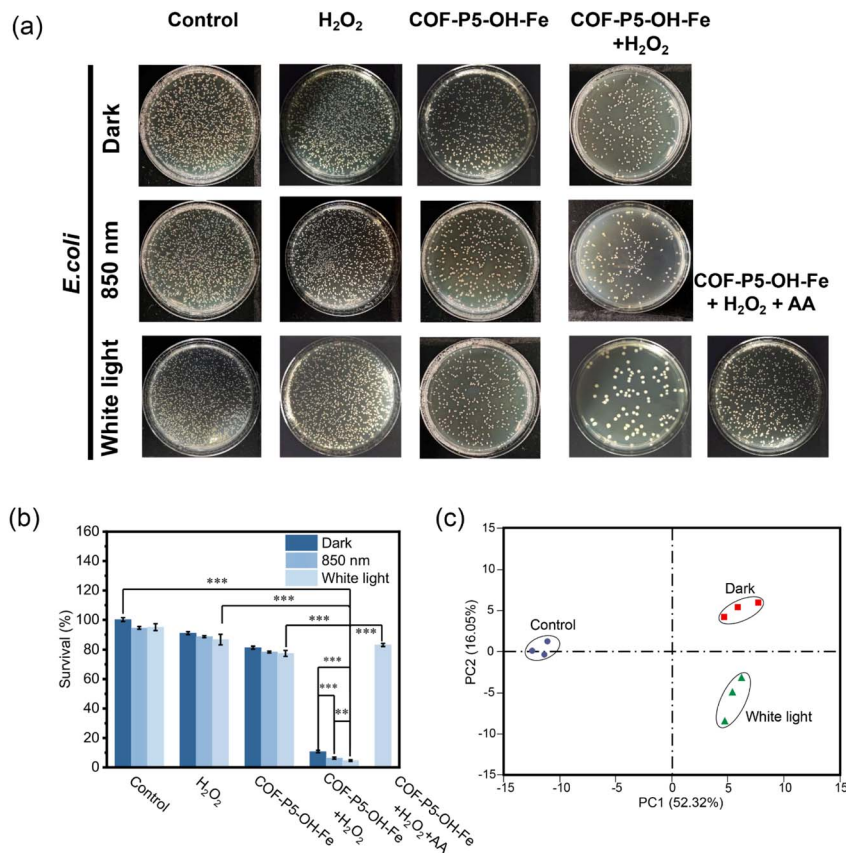 (a)
Control
H₂O₂
COF-P5-OH-Fe
COF-P5-OH-Fe
+H₂O₂
E.coli
Dark
850 nm
COF-P5-OH-Fe
+ H₂O₂ + AA
White light
(b)
160
140
120
100
80
60
40
20
0
Survival (%)
Dark
850 nm
White light
***
***
***
***
***
***
**
Control
H₂O₂
COF-P5-OH-Fe
COF-P5-OH-Fe
+H₂O₂
COF-P5-OH-Fe
+H₂O₂+AA
(c)
15
10
5
0
-5
-10
-15
PC2 (16.05%)
Control
Dark
White light
-15
-10
-5
0
5
10
15
PC1 (52.32%)